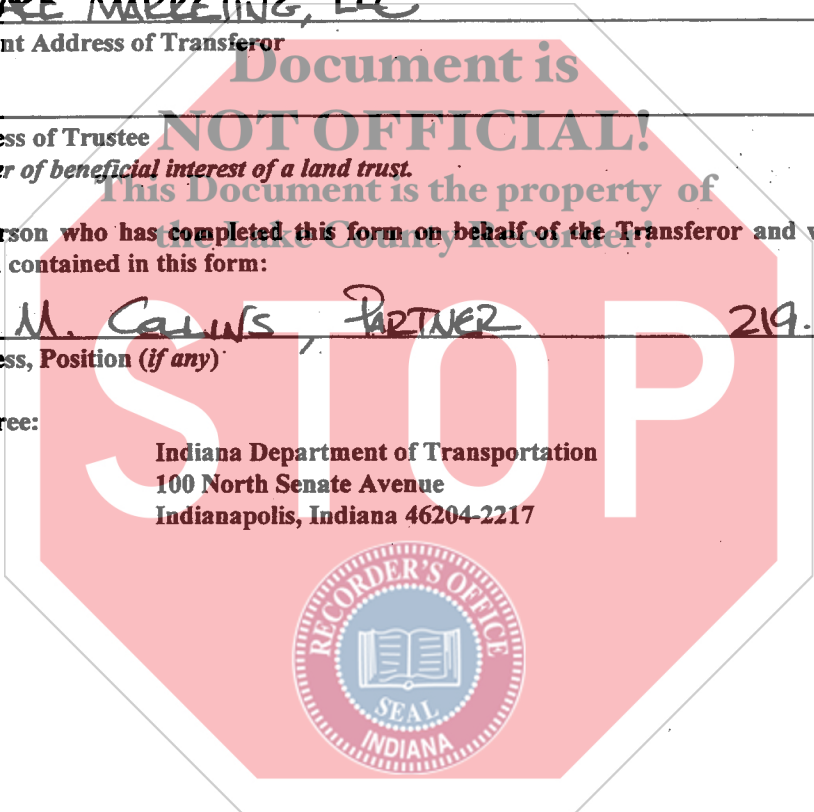 MARKETING, LLC
nt Address of Transferor
Document is
NOT OFFICIAL!
ess of Trustee
er of beneficial interest of a land trust.
This Document is the property of
the Lake County Recorder!
rson who has completed this form on behalf of the Transferor and
contained in this form:
M. COLLINS, PARTNER 219.
ess, Position (if any)
ree:
STOP
Indiana Department of Transportation
100 North Senate Avenue
Indianapolis, Indiana 46204-2217
RECORDER'S OFFICE
SEAL
INDIANA